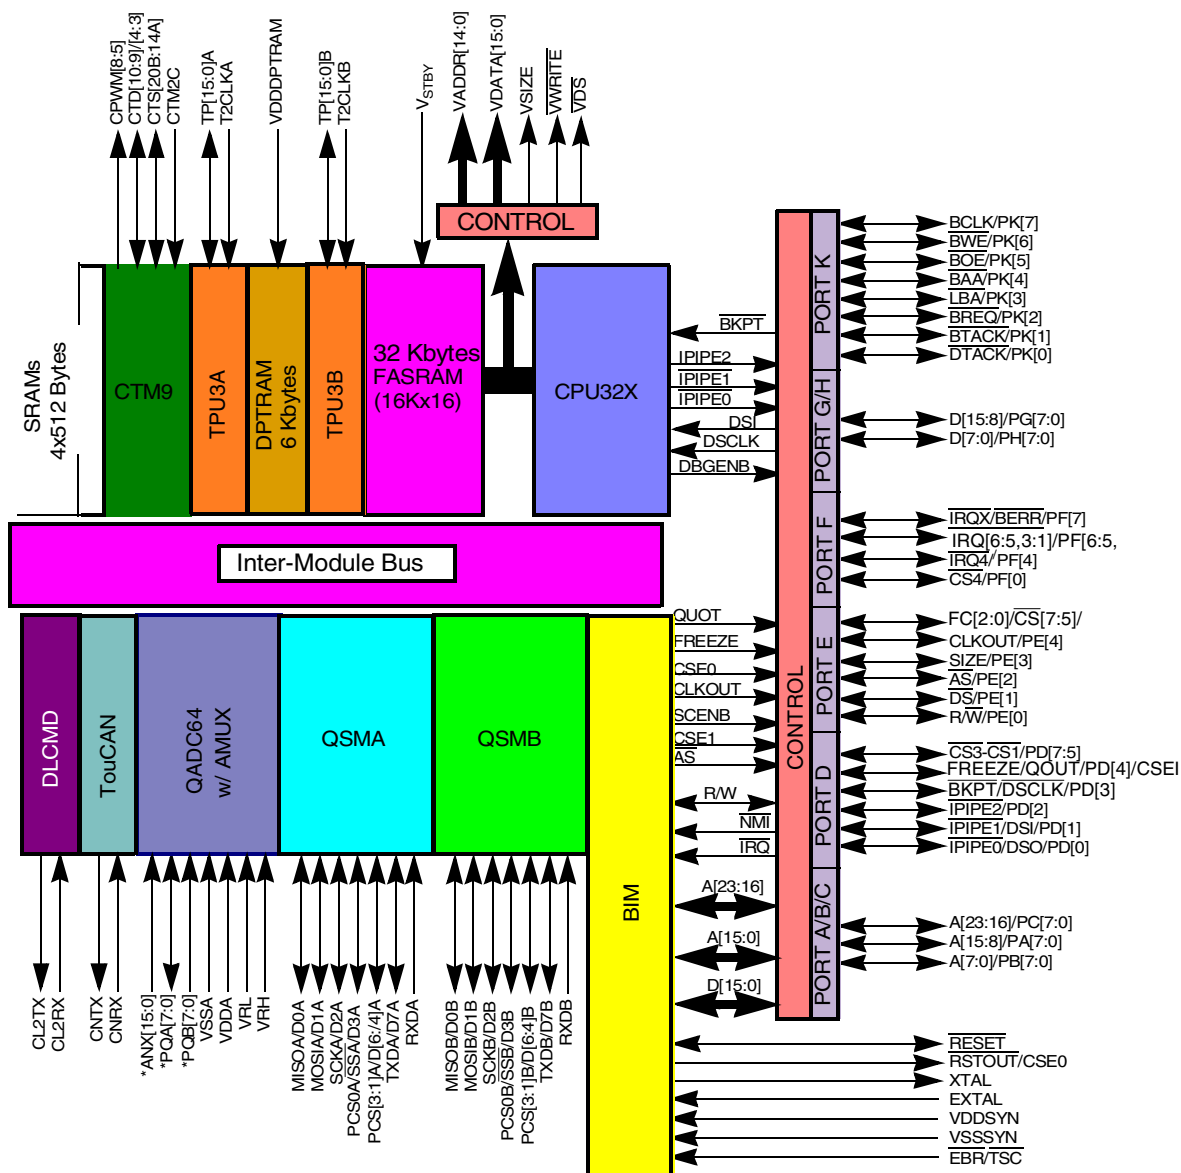 CPWM[8:5]
CTD[10:9]/[4:3]
CTS[20B:14A]
CTM2C
TP[15:0]A
T2CLKA
VDDDPTRAM
TP[15:0]B
T2CLKB
VSTBY
VADDR[14:0]
VDATA[15:0]
VSIZE
VWRITE
VDS
CONTROL
SRAMs
4x512 Bytes
CTM9
TPU3A
DPTRAM
6 Kbytes
TPU3B
32 Kbytes
FASRAM
(16Kx16)
CPU32X
BKPT
IPIPE2
IPIPE1
IPIPE0
DSI
DSCLK
DBGENB
CONTROL
PORT K
PORT G/H
PORT F
PORT E
PORT D
PORT A/B/C
BCLK/PK[7]
BWE/PK[6]
BOE/PK[5]
BAA/PK[4]
LBA/PK[3]
BREQ/PK[2]
BTACK/PK[1]
DTACK/PK[0]
D[15:8]/PG[7:0]
D[7:0]/PH[7:0]
IRQX/BERR/PF[7]
IRQ[6:5,3:1]/PF[6:5,
IRQ4/PF[4]
CS4/PF[0]
FC[2:0]/CS[7:5]/
CLKOUT/PE[4]
SIZE/PE[3]
AS/PE[2]
DS/PE[1]
R/W/PE[0]
CS3-CS1/PD[7:5]
FREEZE/QOUT/PD[4]/CSEI
BKPT/DSCLK/PD[3]
IPIPE2/PD[2]
IPIPE1/DSI/PD[1]
IPIPE0/DSO/PD[0]
A[23:16]/PC[7:0]
A[15:8]/PA[7:0]
A[7:0]/PB[7:0]
Inter-Module Bus
DLCMD
TouCAN
QADC64
w/ AMUX
QSMA
QSMB
BIM
QUOT
FREEZE
CSE0
CLKOUT
SCENB
CSE1
AS
R/W
NMI
IRQ
A[23:16]
A[15:0]
D[15:0]
CL2TX
CL2RX
CNTX
CNRX
*ANX[15:0]
*PQA[7:0]
*PQB[7:0]
VSSA
VDDA
VRL
VRH
MISOA/D0A
MOSIA/D1A
SCKA/D2A
PCS0A/SSA/D3A
PCS[3:1]A/D[6:/4]A
TXDA/D7A
RXDA
MISOB/D0B
MOSIB/D1B
SCKB/D2B
PCS0B/SSB/D3B
PCS[3:1]B/D[6:4]B
TXDB/D7B
RXDB
RESET
RSTOUT/CSE0
XTAL
EXTAL
VDDSYN
VSSSYN
EBR/TSC